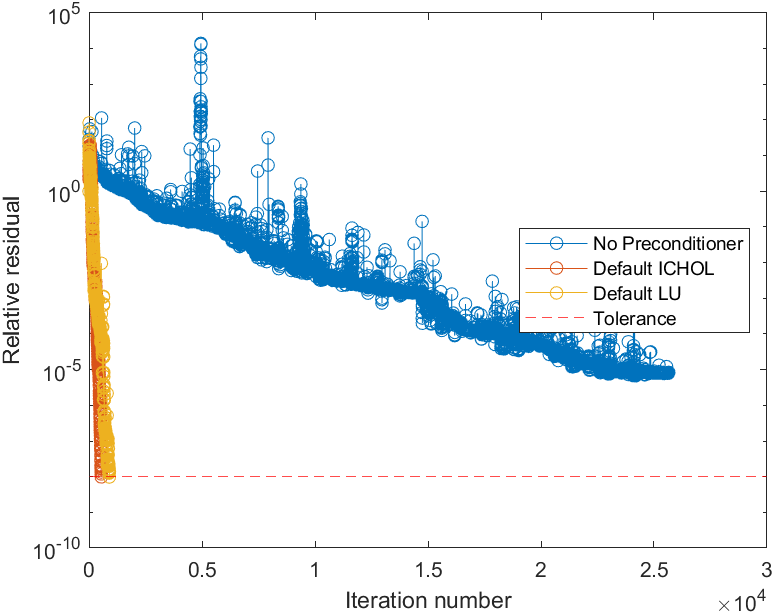 10^5
10^0
10^-5
10^-10
Relative residual
No Preconditioner
Default ICHOL
Default LU
Tolerance
0 0.5 1 1.5 2 2.5 3
Iteration number
×10^4